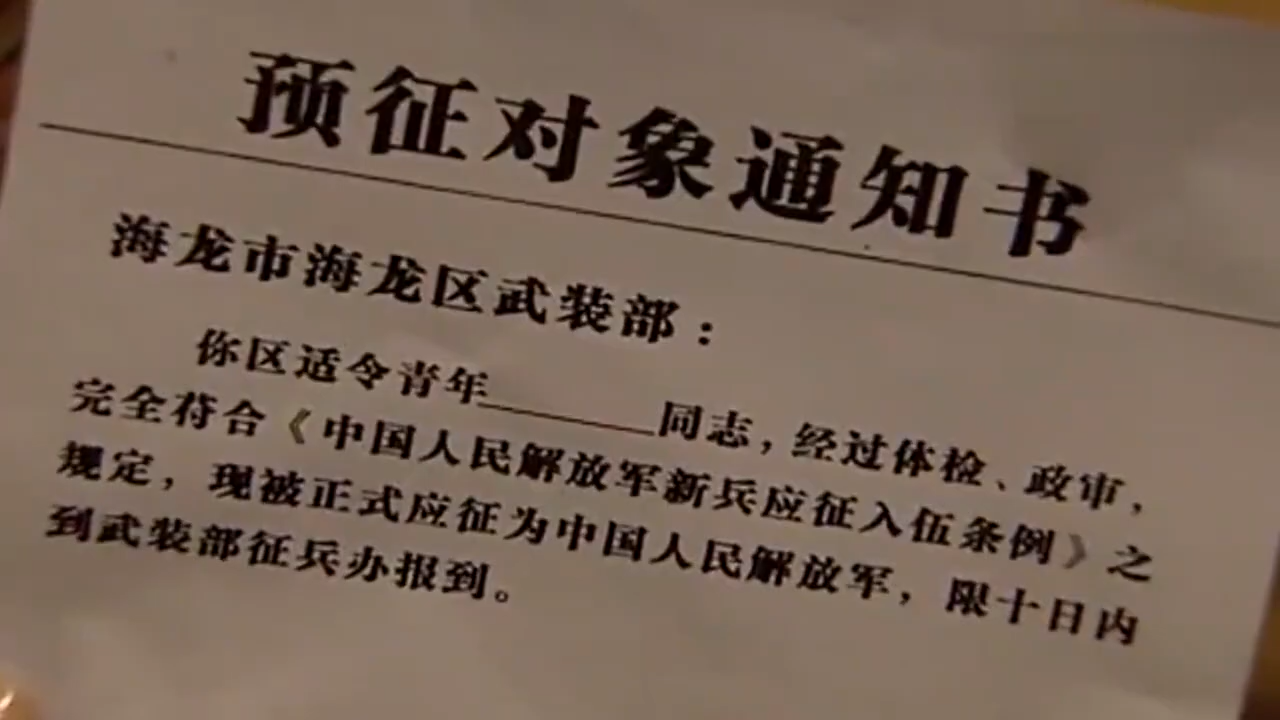 预征对象通知书
海龙市海龙区武装部：
你区适令青年______同志，经过体检、政审，
完全符合《中国人民解放军新兵应征入伍条例》之
规定，现被正式应征为中国人民解放军，限十日内
到武装部征兵办报到。